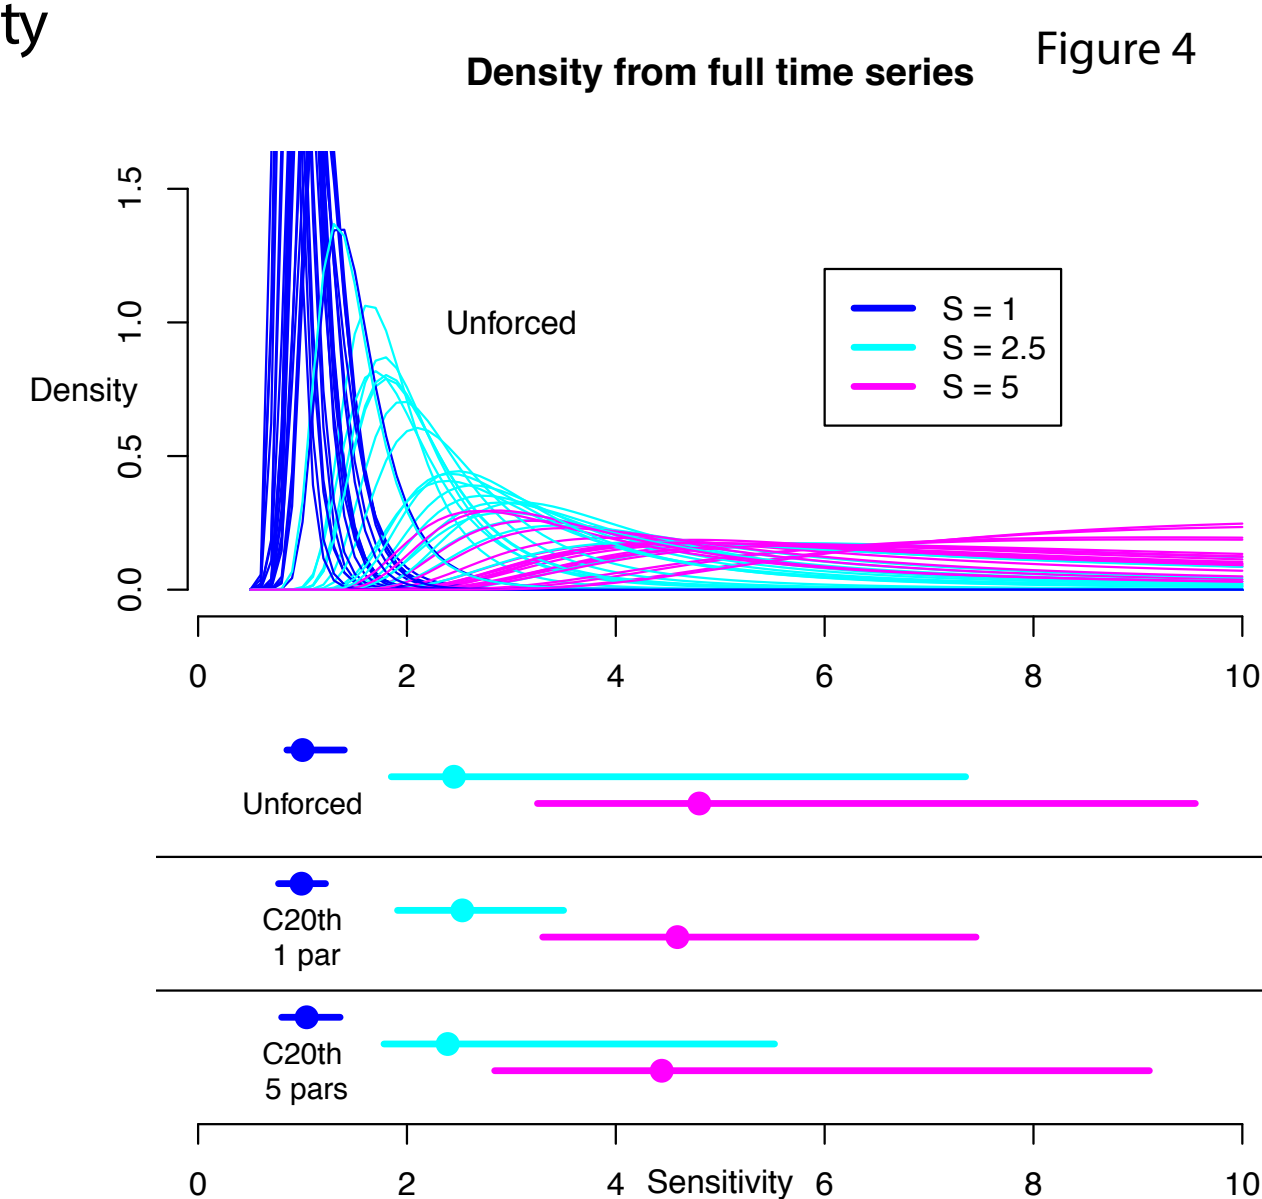 ty
Figure 4
Density from full time series
1.5
1.0
0.5
0.0
Density
Unforced
S = 1
S = 2.5
S = 5
0 2 4 6 8 10
Unforced
C20th
1 par
C20th
5 pars
0 2 4 6 8 10
Sensitivity